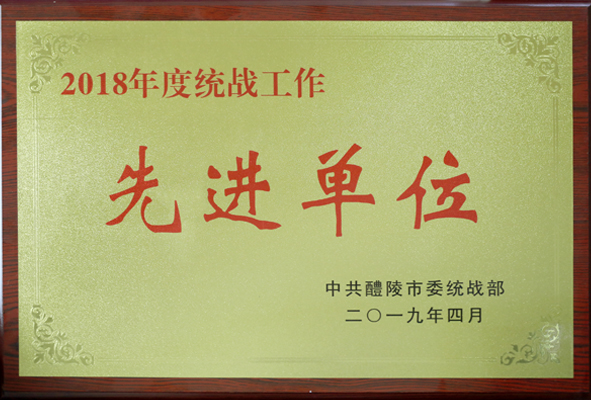 2018年度统战工作
先进单位
中共醴陵市委统战部
二〇一九年四月